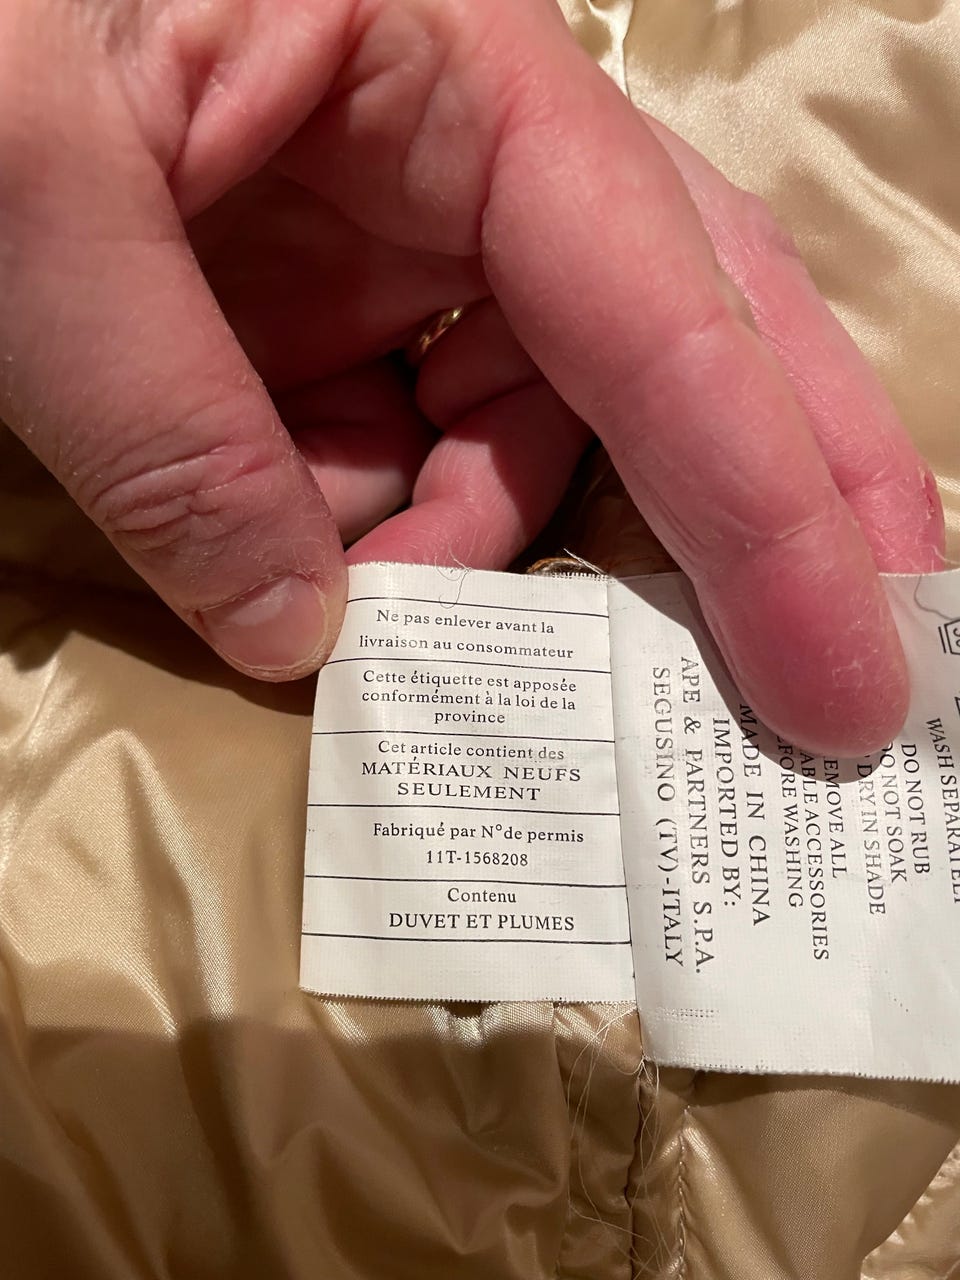 Ne pas enlever avant la
livraison au consommateur
Cette étiquette est apposée
conformément à la loi de la
province
Cet article contient des
MATÉRIAUX NEUFS
SEULEMENT
Fabriqué par N° de permis
11T-1568208
Contenu
DUVET ET PLUMES
WASH SEPARATELY
DO NOT RUB
DO NOT SOAK
DRY IN SHADE
REMOVE ALL
ACCESSORIES
BEFORE WASHING
MADE IN CHINA
IMPORTED BY:
APE & PARTNERS S.P.A.
SEGUSINO (TV)-ITALY